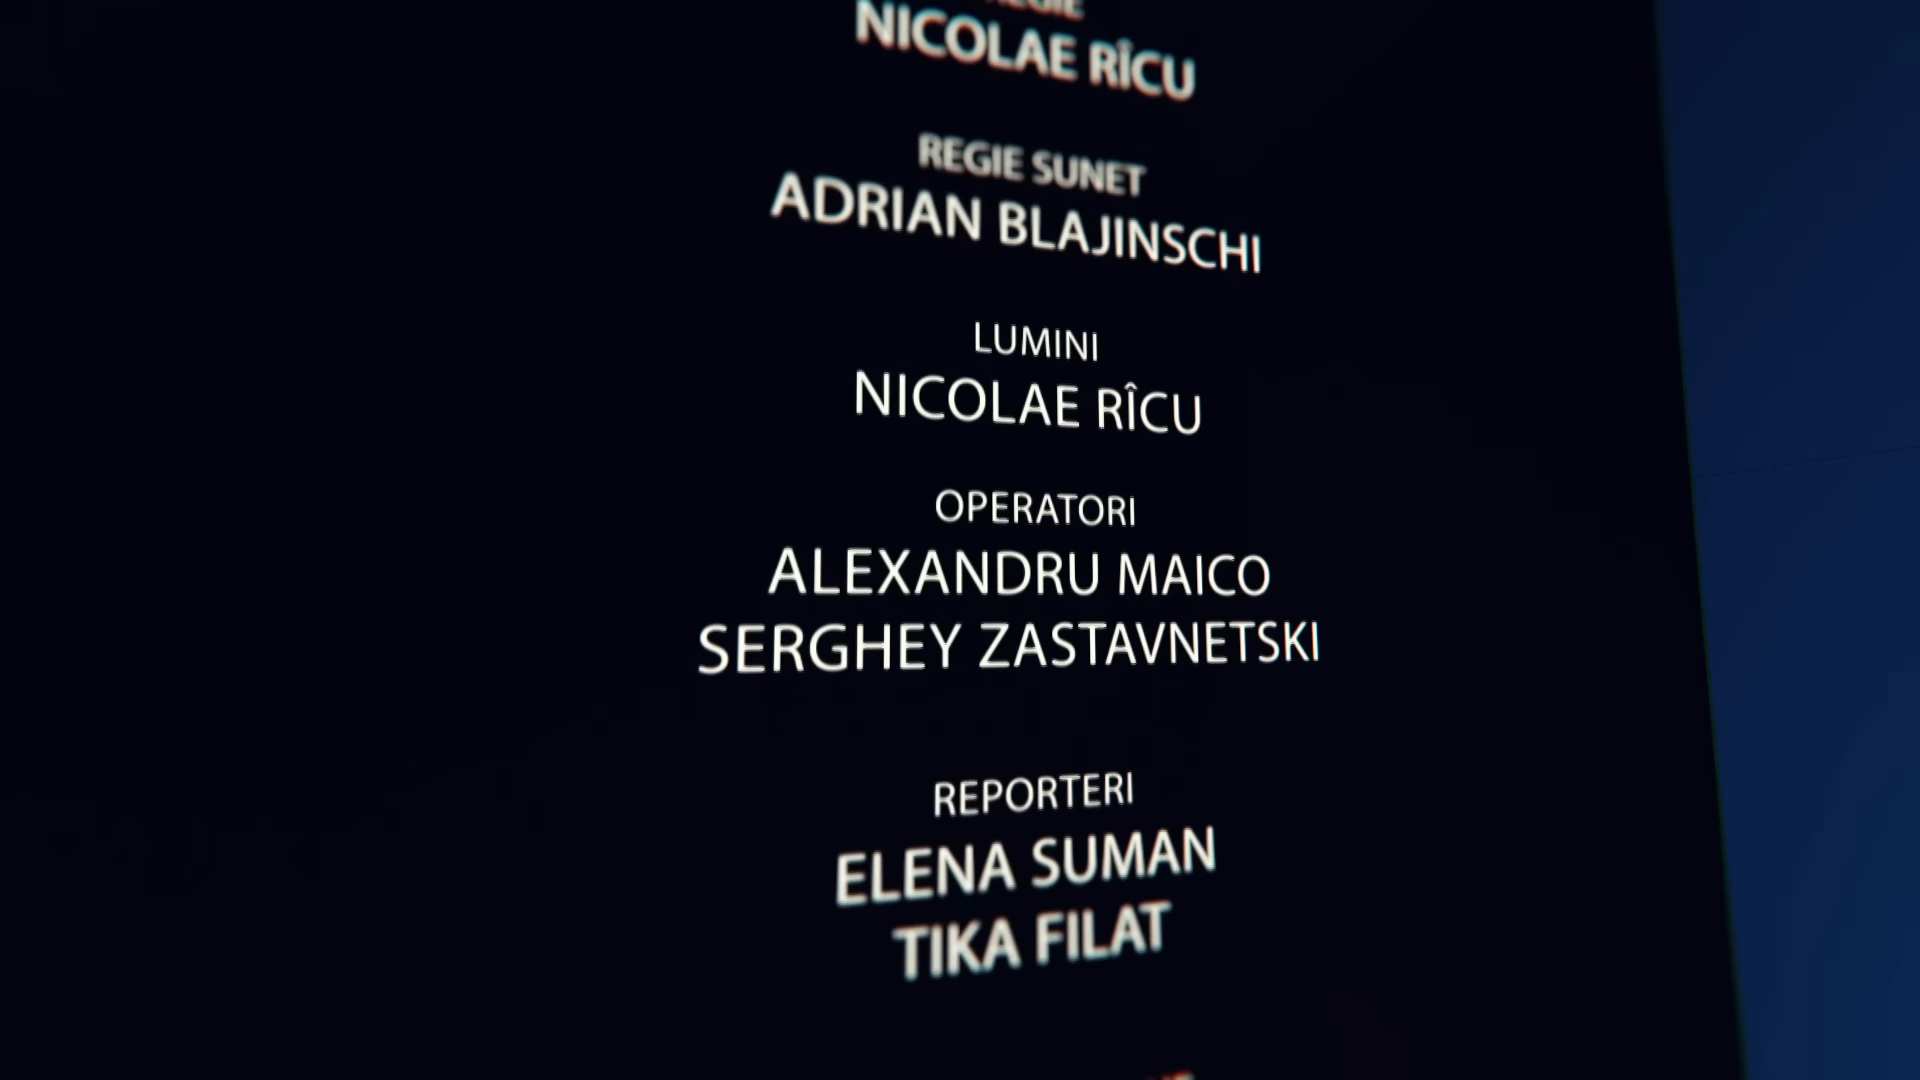 REGIE
NICOLAE RÎCU
REGIE SUNET
ADRIAN BLAJINSCHI
LUMINI
NICOLAE RÎCU
OPERATORI
ALEXANDRU MAICO
SERGHEY ZASTAVNETSKI
REPORTERI
ELENA SUMAN
TIKA FILAT